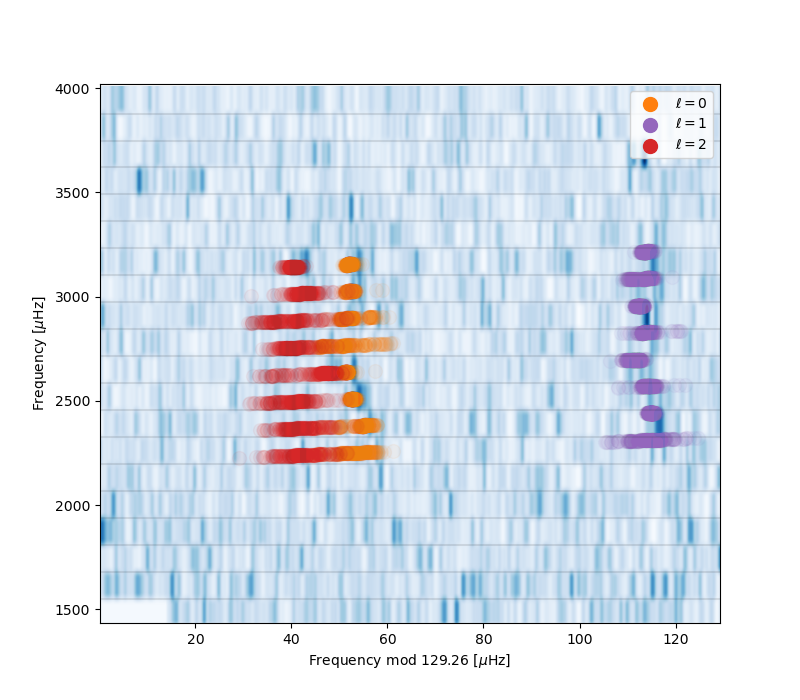 ℓ = 0
ℓ = 1
ℓ = 2
4000
3500
3000
2500
2000
1500
Frequency [μHz]
20 40 60 80 100 120
Frequency mod 129.26 [μHz]